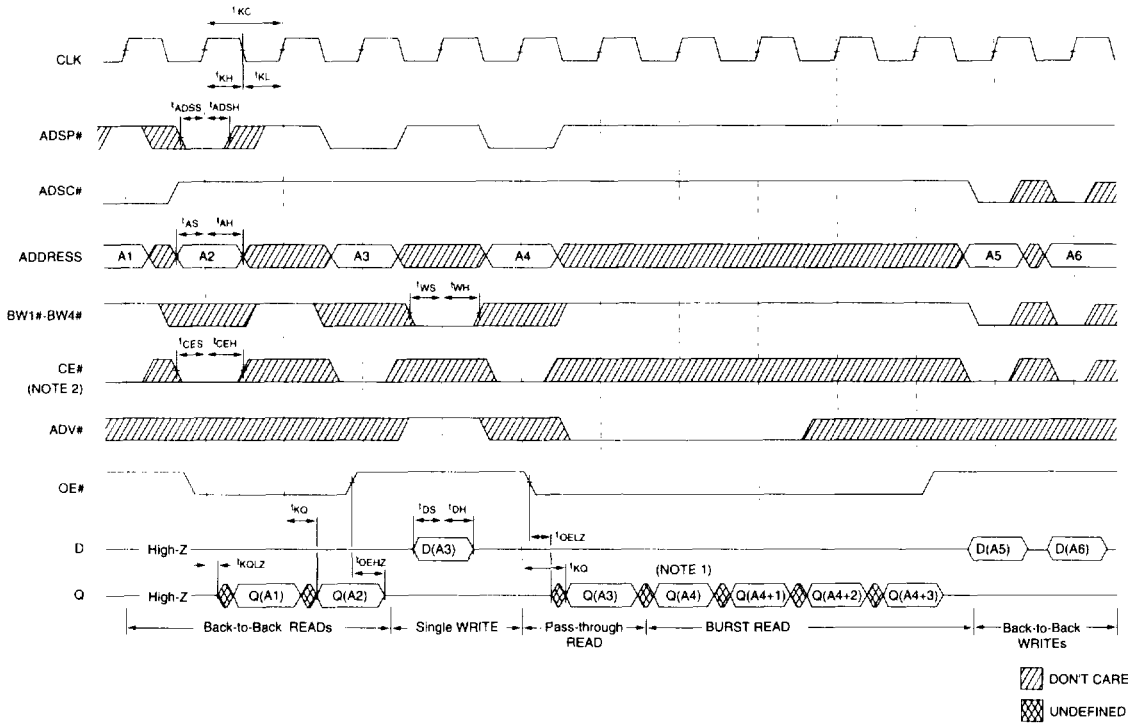 tKC
CLK
tKH tKL
tADSS tADSH
ADSP#
ADSC#
tAS tAH
ADDRESS A1 A2 A3 A4 A5 A6
tWS tWH
BW1#-BW4#
tCES tCEH
CE#
(NOTE 2)
ADV#
OE#
tKQ tDS tDH
D High-Z D(A3) D(A5) D(A6)
tOELZ
tKQLZ tOEHZ tKQ (NOTE 1)
Q High-Z Q(A1) Q(A2) Q(A3) Q(A4) Q(A4+1) Q(A4+2) Q(A4+3)
Back-to-Back READs Single WRITE Pass-through READ BURST READ Back-to-Back WRITEs
DON'T CARE
UNDEFINED